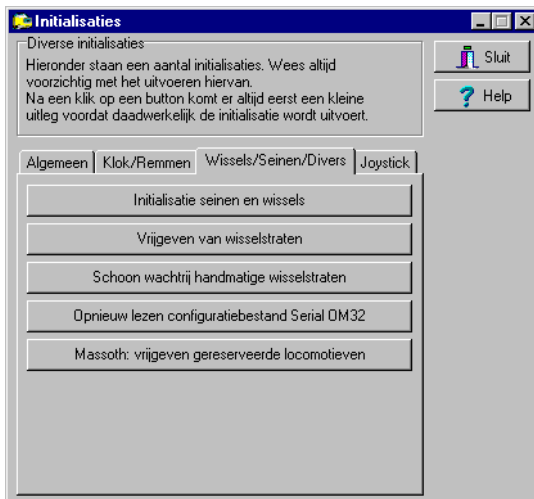 Initialisaties
Diverse initialisaties
Hieronder staan een aantal initialisaties. Wees altijd
voorzichtig met het uitvoeren hiervan.
Na een klik op een button komt er altijd eerst een kleine
uitleg voordat daadwerkelijk de initialisatie wordt uitvoert.
Sluit
Help
Algemeen Klok/Remmen Wissels/Seinen/Divers Joystick
Initialisatie seinen en wissels
Vrijgeven van wisselstraten
Schoon wachtrij handmatige wisselstraten
Opnieuw lezen configuratiebestand Serial OM32
Massoth: vrijgeven gereserveerde locomotieven